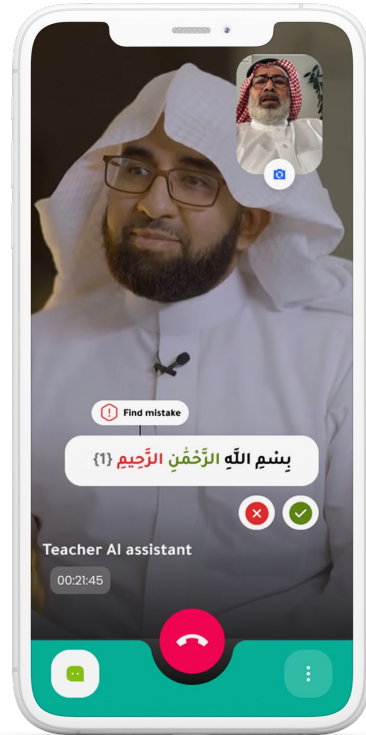 Find mistake
بِسْمِ اللَّهِ الرَّحْمَٰنِ الرَّحِيمِ {1}
Teacher AI assistant
00:21:45